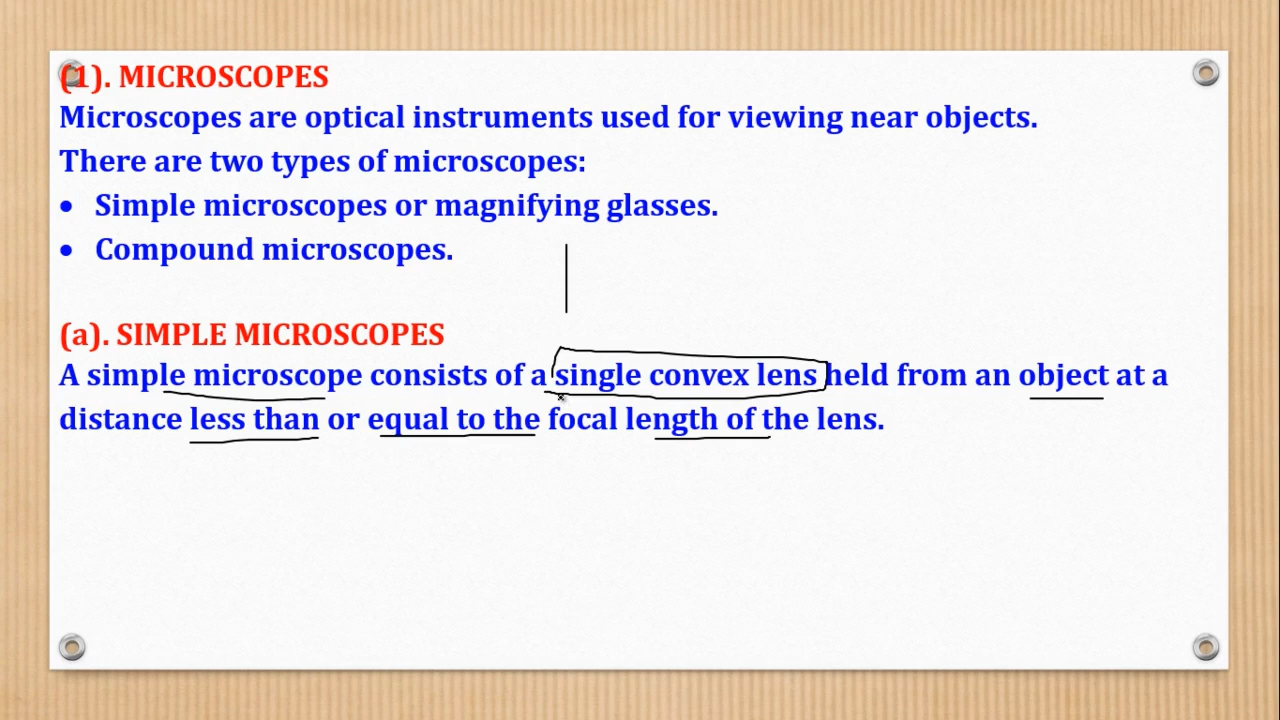 (1). MICROSCOPES
Microscopes are optical instruments used for viewing near objects.
There are two types of microscopes:
• Simple microscopes or magnifying glasses.
• Compound microscopes.
(a). SIMPLE MICROSCOPES
A simple microscope consists of a single convex lens held from an object at a
distance less than or equal to the focal length of the lens.